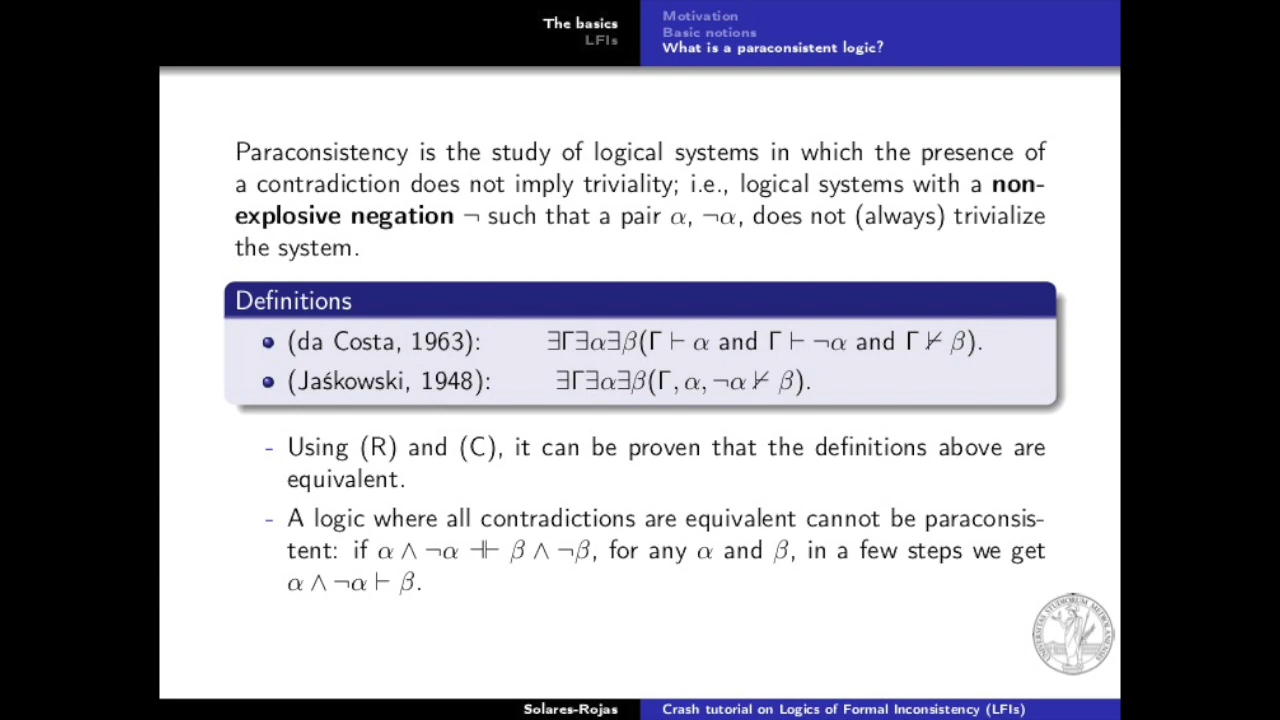 The basics
LFIs
Motivation
Basic notions
What is a paraconsistent logic?
Paraconsistency is the study of logical systems in which the presence of
a contradiction does not imply triviality; i.e., logical systems with a non-
explosive negation ¬ such that a pair α, ¬α, does not (always) trivialize
the system.
Definitions
(da Costa, 1963): ∃Γ∃α∃β(Γ ⊢ α and Γ ⊢ ¬α and Γ ⊬ β).
(Jaśkowski, 1948): ∃Γ∃α∃β(Γ, α, ¬α ⊬ β).
- Using (R) and (C), it can be proven that the definitions above are
equivalent.
- A logic where all contradictions are equivalent cannot be paraconsis-
tent: if α ∧ ¬α ⊣⊢ β ∧ ¬β, for any α and β, in a few steps we get
α ∧ ¬α ⊢ β.
UNIVERSITAS STUDIORUM MEDIOLANENSIS
Solares-Rojas
Crash tutorial on Logics of Formal Inconsistency (LFIs)